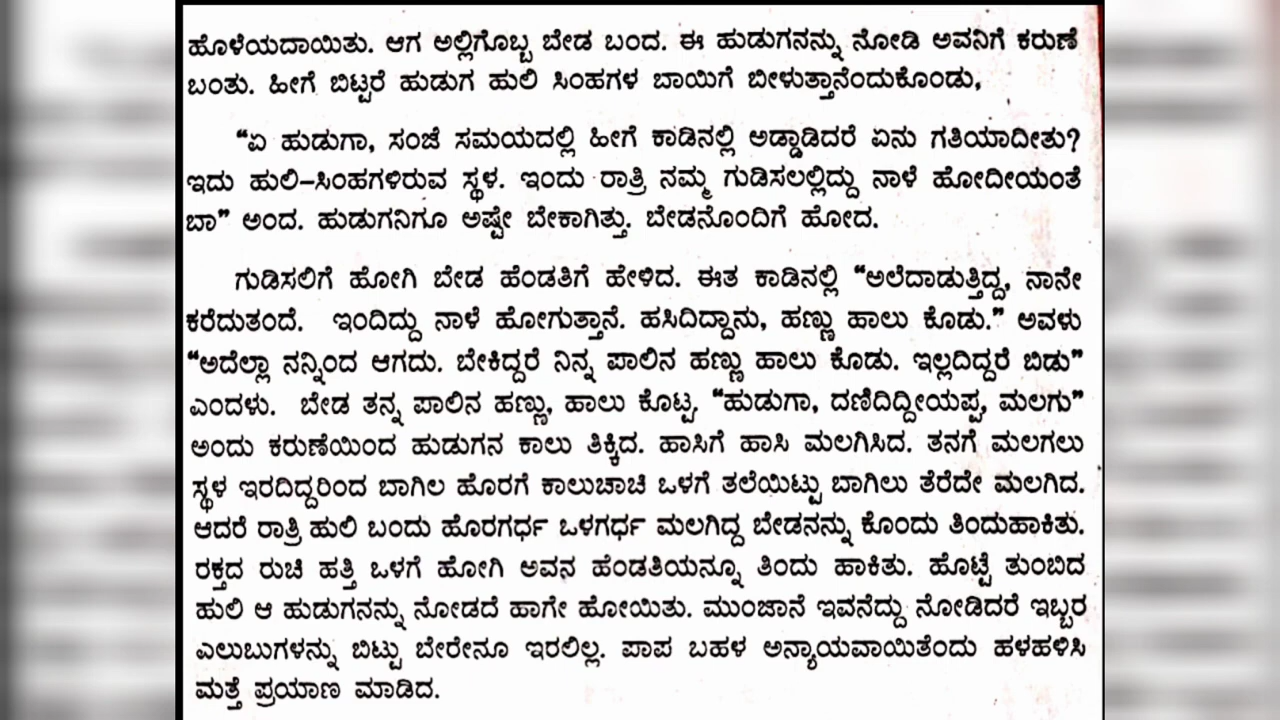 ಹೊಳೆಯದಾಯಿತು. ಆಗ ಅಲ್ಲಿಗೊಬ್ಬ ಬೇಡ ಬಂದ. ಈ ಹುಡುಗನನ್ನು ನೋಡಿ ಅವನಿಗೆ ಕರುಣೆ
ಬಂತು. ಹೀಗೆ ಬಿಟ್ಟರೆ ಹುಡುಗ ಹುಲಿ ಸಿಂಹಗಳ ಬಾಯಿಗೆ ಬೀಳುತ್ತಾನೆಂದುಕೊಂಡು,
“ಏ ಹುಡುಗಾ, ಸಂಜೆ ಸಮಯದಲ್ಲಿ ಹೀಗೆ ಕಾಡಿನಲ್ಲಿ ಅಡ್ಡಾಡಿದರೆ ಏನು ಗತಿಯಾದೀತು?
ಇದು ಹುಲಿ-ಸಿಂಹಗಳಿರುವ ಸ್ಥಳ. ಇಂದು ರಾತ್ರಿ ನಮ್ಮ ಗುಡಿಸಲಲ್ಲಿದ್ದು ನಾಳೆ ಹೋದೀಯಂತೆ
ಬಾ” ಅಂದ. ಹುಡುಗನಿಗೂ ಅಷ್ಟೇ ಬೇಕಾಗಿತ್ತು. ಬೇಡನೊಂದಿಗೆ ಹೋದ.
ಗುಡಿಸಲಿಗೆ ಹೋಗಿ ಬೇಡ ಹೆಂಡತಿಗೆ ಹೇಳಿದ. ಈತ ಕಾಡಿನಲ್ಲಿ “ಅಲೆದಾಡುತ್ತಿದ್ದ, ನಾನೇ
ಕರೆದುತಂದೆ. ಇಂದಿದ್ದು ನಾಳೆ ಹೋಗುತ್ತಾನೆ. ಹಸಿದಿದ್ದಾನು, ಹಣ್ಣು ಹಾಲು ಕೊಡು.” ಅವಳು
“ಅದೆಲ್ಲಾ ನನ್ನಿಂದ ಆಗದು. ಬೇಕಿದ್ದರೆ ನಿನ್ನ ಪಾಲಿನ ಹಣ್ಣು ಹಾಲು ಕೊಡು. ಇಲ್ಲದಿದ್ದರೆ ಬಿಡು”
ಎಂದಳು. ಬೇಡ ತನ್ನ ಪಾಲಿನ ಹಣ್ಣು, ಹಾಲು ಕೊಟ್ಟ. “ಹುಡುಗಾ, ದಣಿದಿದ್ದೀಯಪ್ಪ, ಮಲಗು”
ಅಂದು ಕರುಣೆಯಿಂದ ಹುಡುಗನ ಕಾಲು ತಿಕ್ಕಿದ. ಹಾಸಿಗೆ ಹಾಸಿ ಮಲಗಿಸಿದ. ತನಗೆ ಮಲಗಲು
ಸ್ಥಳ ಇರದಿದ್ದರಿಂದ ಬಾಗಿಲ ಹೊರಗೆ ಕಾಲುಚಾಚಿ ಒಳಗೆ ತಲೆಯಿಟ್ಟು ಬಾಗಿಲು ತೆರೆದೇ ಮಲಗಿದ.
ಆದರೆ ರಾತ್ರಿ ಹುಲಿ ಬಂದು ಹೊರಗರ್ಧ ಒಳಗರ್ಧ ಮಲಗಿದ್ದ ಬೇಡನನ್ನು ಕೊಂದು ತಿಂದುಹಾಕಿತು.
ರಕ್ತದ ರುಚಿ ಹತ್ತಿ ಒಳಗೆ ಹೋಗಿ ಅವನ ಹೆಂಡತಿಯನ್ನೂ ತಿಂದು ಹಾಕಿತು. ಹೊಟ್ಟೆ ತುಂಬಿದ
ಹುಲಿ ಆ ಹುಡುಗನನ್ನು ನೋಡದೆ ಹಾಗೇ ಹೋಯಿತು. ಮುಂಜಾನೆ ಇವನೆದ್ದು ನೋಡಿದರೆ ಇಬ್ಬರ
ಎಲುಬುಗಳನ್ನು ಬಿಟ್ಟು ಬೇರೇನೂ ಇರಲಿಲ್ಲ. ಪಾಪ ಬಹಳ ಅನ್ಯಾಯವಾಯಿತೆಂದು ಹಳಹಳಿಸಿ
ಮತ್ತೆ ಪ್ರಯಾಣ ಮಾಡಿದ.